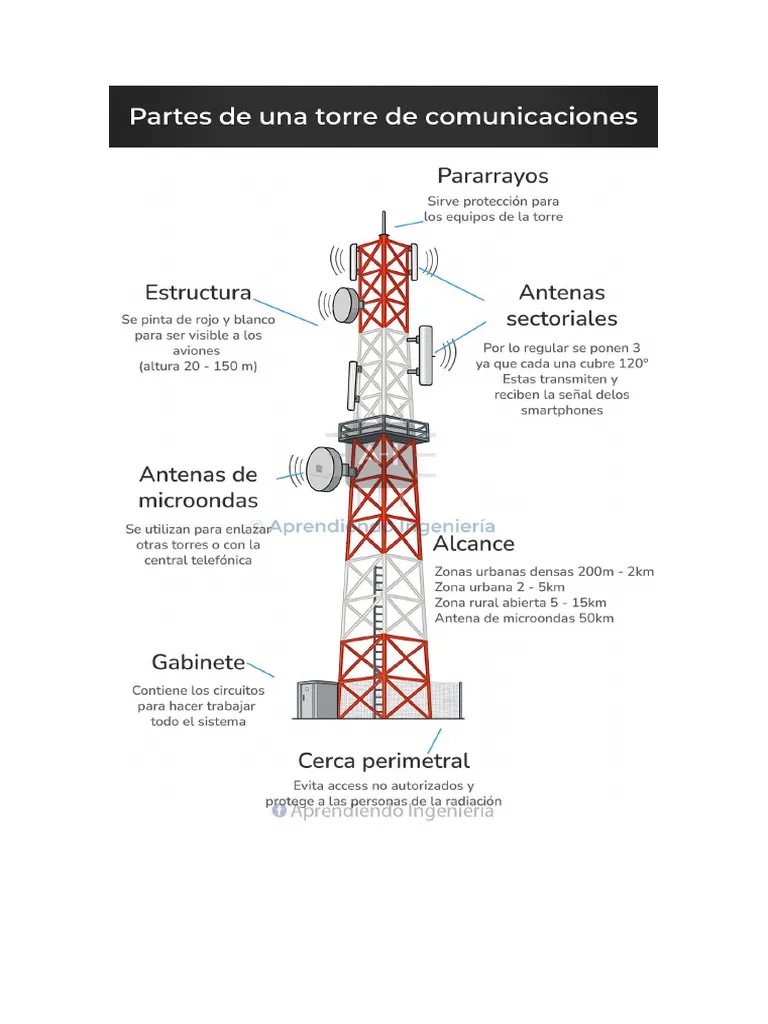 Partes de una torre de comunicaciones
Pararrayos
Sirve protección para
los equipos de la torre
Estructura
Se pinta de rojo y blanco
para ser visible a los
aviones
(altura 20 - 150 m)
Antenas
sectoriales
Por lo regular se ponen 3
ya que cada una cubre 120°
Estas transmiten y
reciben la señal delos
smartphones
Antenas de
microondas
Se utilizan para enlazar
otras torres o con la
central telefónica
© Aprendiendo Ingeniería
Alcance
Zonas urbanas densas 200m - 2km
Zona urbana 2 - 5km
Zona rural abierta 5 - 15km
Antena de microondas 50km
Gabinete
Contiene los circuitos
para hacer trabajar
todo el sistema
Cerca perimetral
Evita access no autorizados y
protege a las personas de la radiación
Aprendiendo Ingeniería